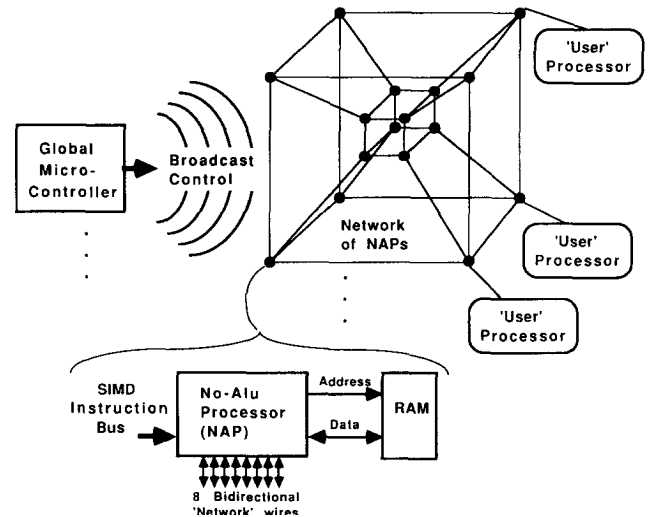 'User'
Processor
Global
Micro-
Controller
Broadcast
Control
Network
of NAPs
'User'
Processor
'User'
Processor
SIMD
Instruction
Bus
No-Alu
Processor
(NAP)
Address
Data
RAM
8 Bidirectional
'Network' wires